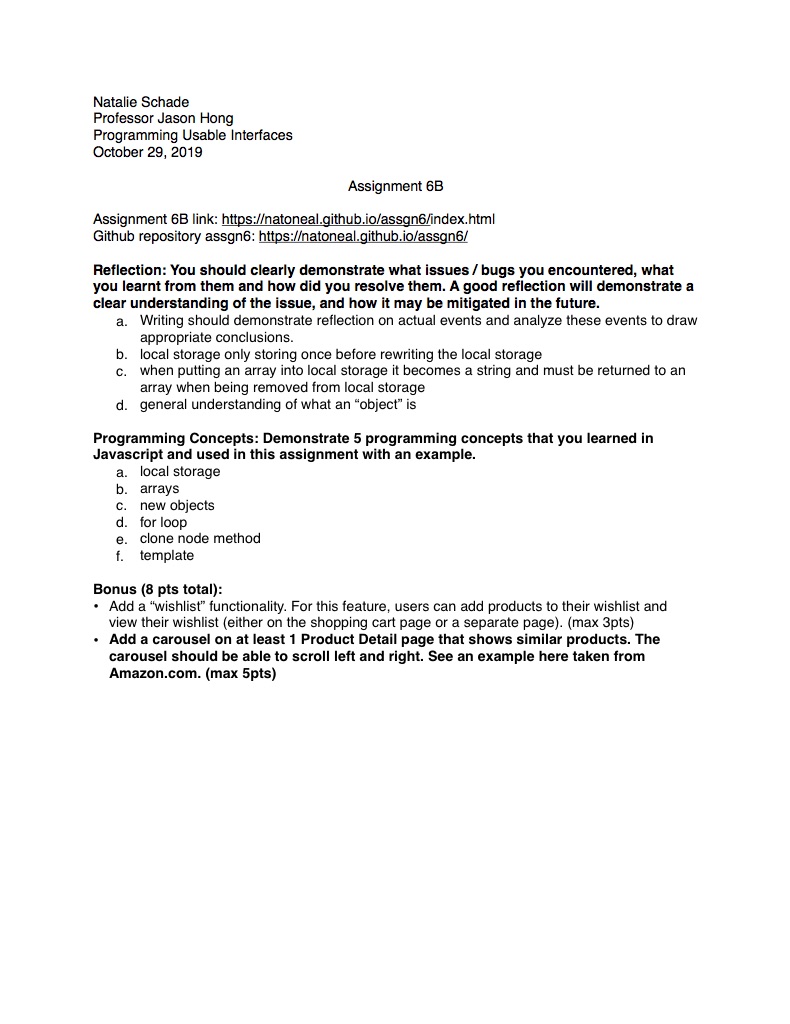 Natalie Schade
Professor Jason Hong
Programming Usable Interfaces
October 29, 2019
Assignment 6B
Assignment 6B link: https://natoneal.github.io/assgn6/index.html
Github repository assgn6: https://natoneal.github.io/assgn6/
Reflection: You should clearly demonstrate what issues / bugs you encountered, what
you learnt from them and how did you resolve them. A good reflection will demonstrate a
clear understanding of the issue, and how it may be mitigated in the future.
a. Writing should demonstrate reflection on actual events and analyze these events to draw
appropriate conclusions.
b. local storage only storing once before rewriting the local storage
c. when putting an array into local storage it becomes a string and must be returned to an
array when being removed from local storage
d. general understanding of what an “object” is
Programming Concepts: Demonstrate 5 programming concepts that you learned in
Javascript and used in this assignment with an example.
a. local storage
b. arrays
c. new objects
d. for loop
e. clone node method
f. template
Bonus (8 pts total):
• Add a “wishlist” functionality. For this feature, users can add products to their wishlist and
view their wishlist (either on the shopping cart page or a separate page). (max 3pts)
• Add a carousel on at least 1 Product Detail page that shows similar products. The
carousel should be able to scroll left and right. See an example here taken from
Amazon.com. (max 5pts)